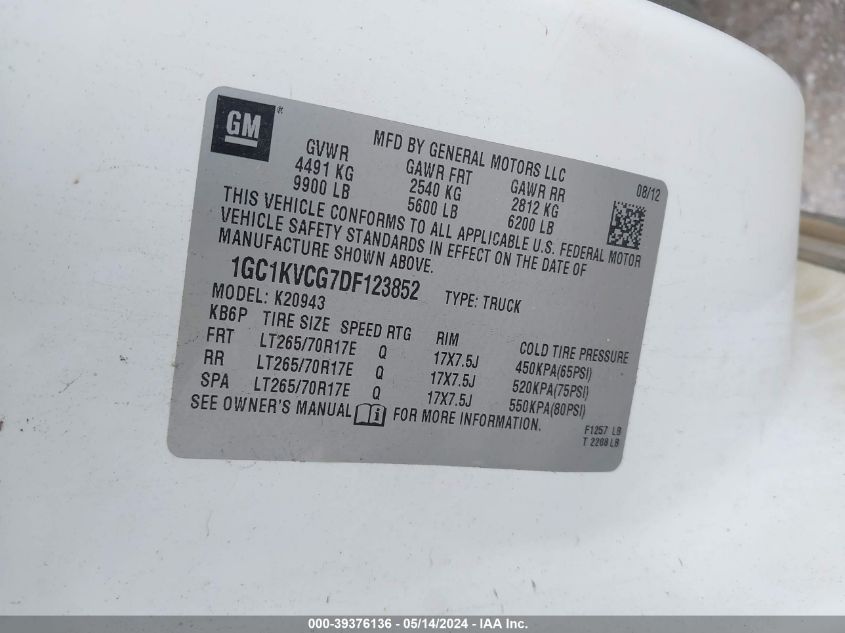 GM
MFD BY GENERAL MOTORS LLC
08/12
GVWR GAWR FRT GAWR RR
4491 KG 2540 KG 2812 KG
9900 LB 5600 LB 6200 LB
THIS VEHICLE CONFORMS TO ALL APPLICABLE U.S. FEDERAL MOTOR
VEHICLE SAFETY STANDARDS IN EFFECT ON THE DATE OF
MANUFACTURE SHOWN ABOVE.
1GC1KVCG7DF123852 TYPE: TRUCK
MODEL: K20943
KB6P TIRE SIZE SPEED RTG RIM COLD TIRE PRESSURE
FRT LT265/70R17E Q 17X7.5J 450KPA(65PSI)
RR LT265/70R17E Q 17X7.5J 520KPA(75PSI)
SPA LT265/70R17E Q 17X7.5J 550KPA(80PSI)
SEE OWNER'S MANUAL FOR MORE INFORMATION.
F1257 LB
T 2208 LB
000-39376136 - 05/14/2024 - IAA Inc.